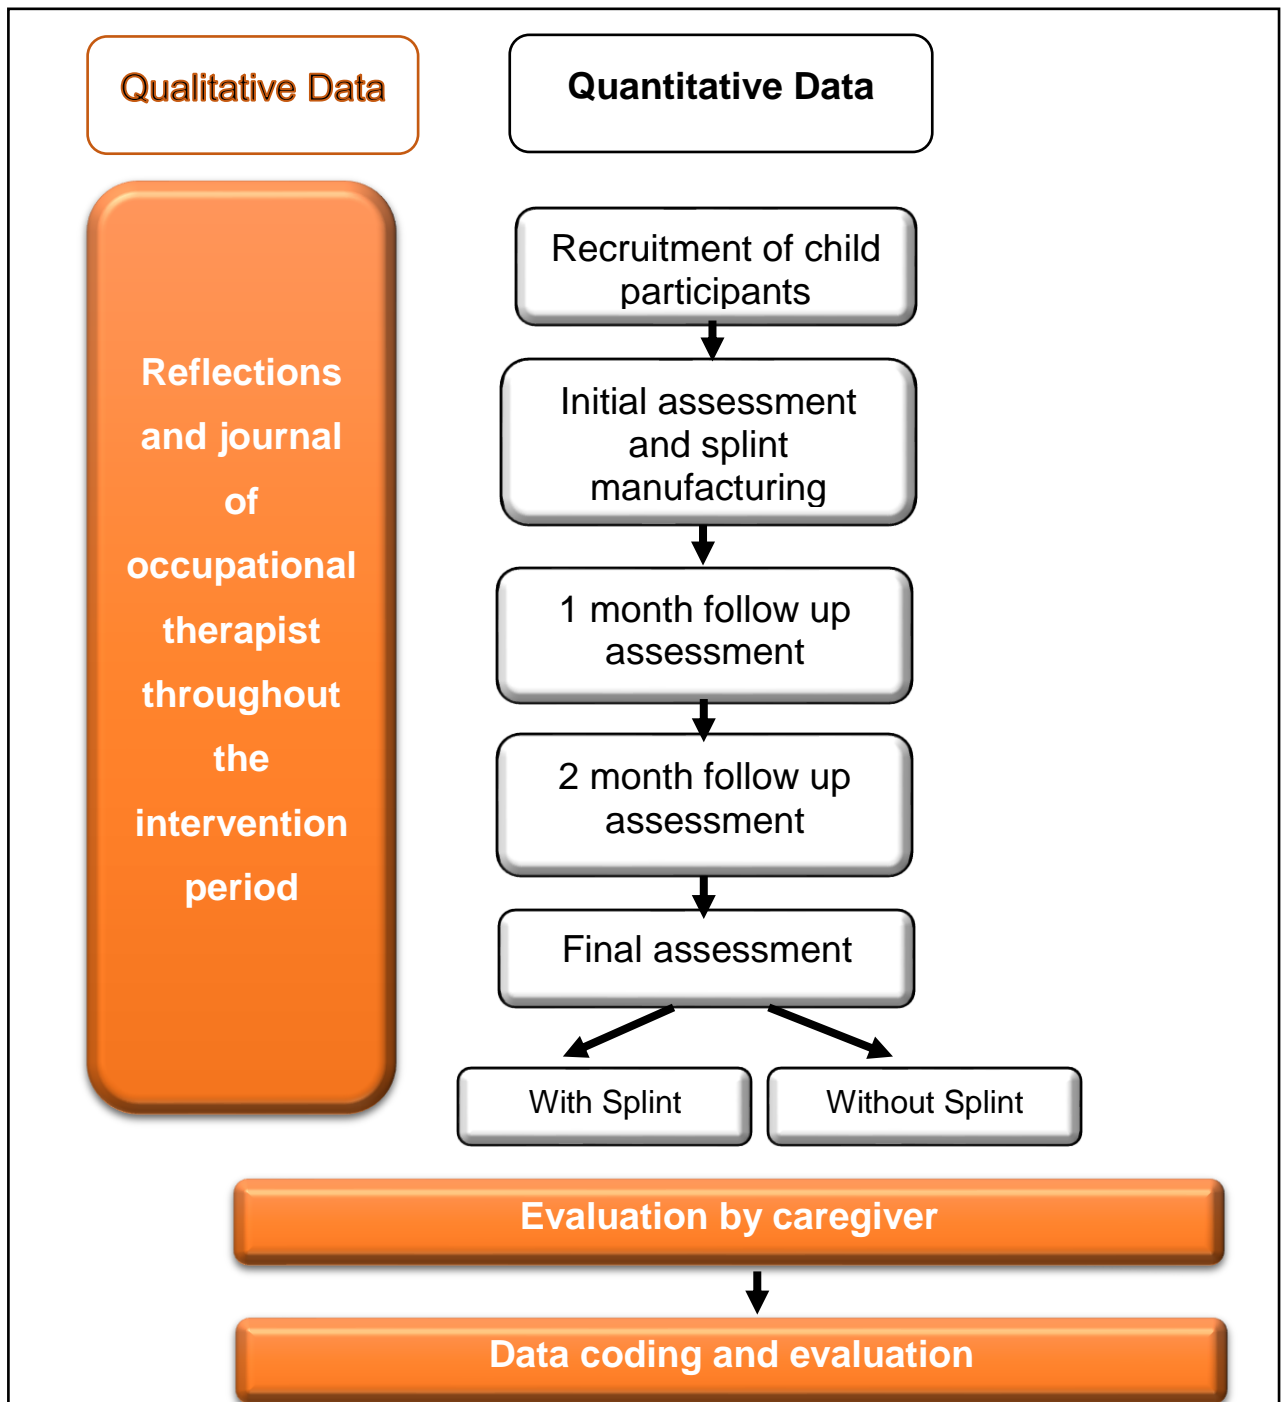 Qualitative Data
Quantitative Data
Reflections
and journal
of
occupational
therapist
throughout
the
intervention
period
Recruitment of child
participants
Initial assessment
and splint
manufacturing
1 month follow up
assessment
2 month follow up
assessment
Final assessment
With Splint
Without Splint
Evaluation by caregiver
Data coding and evaluation